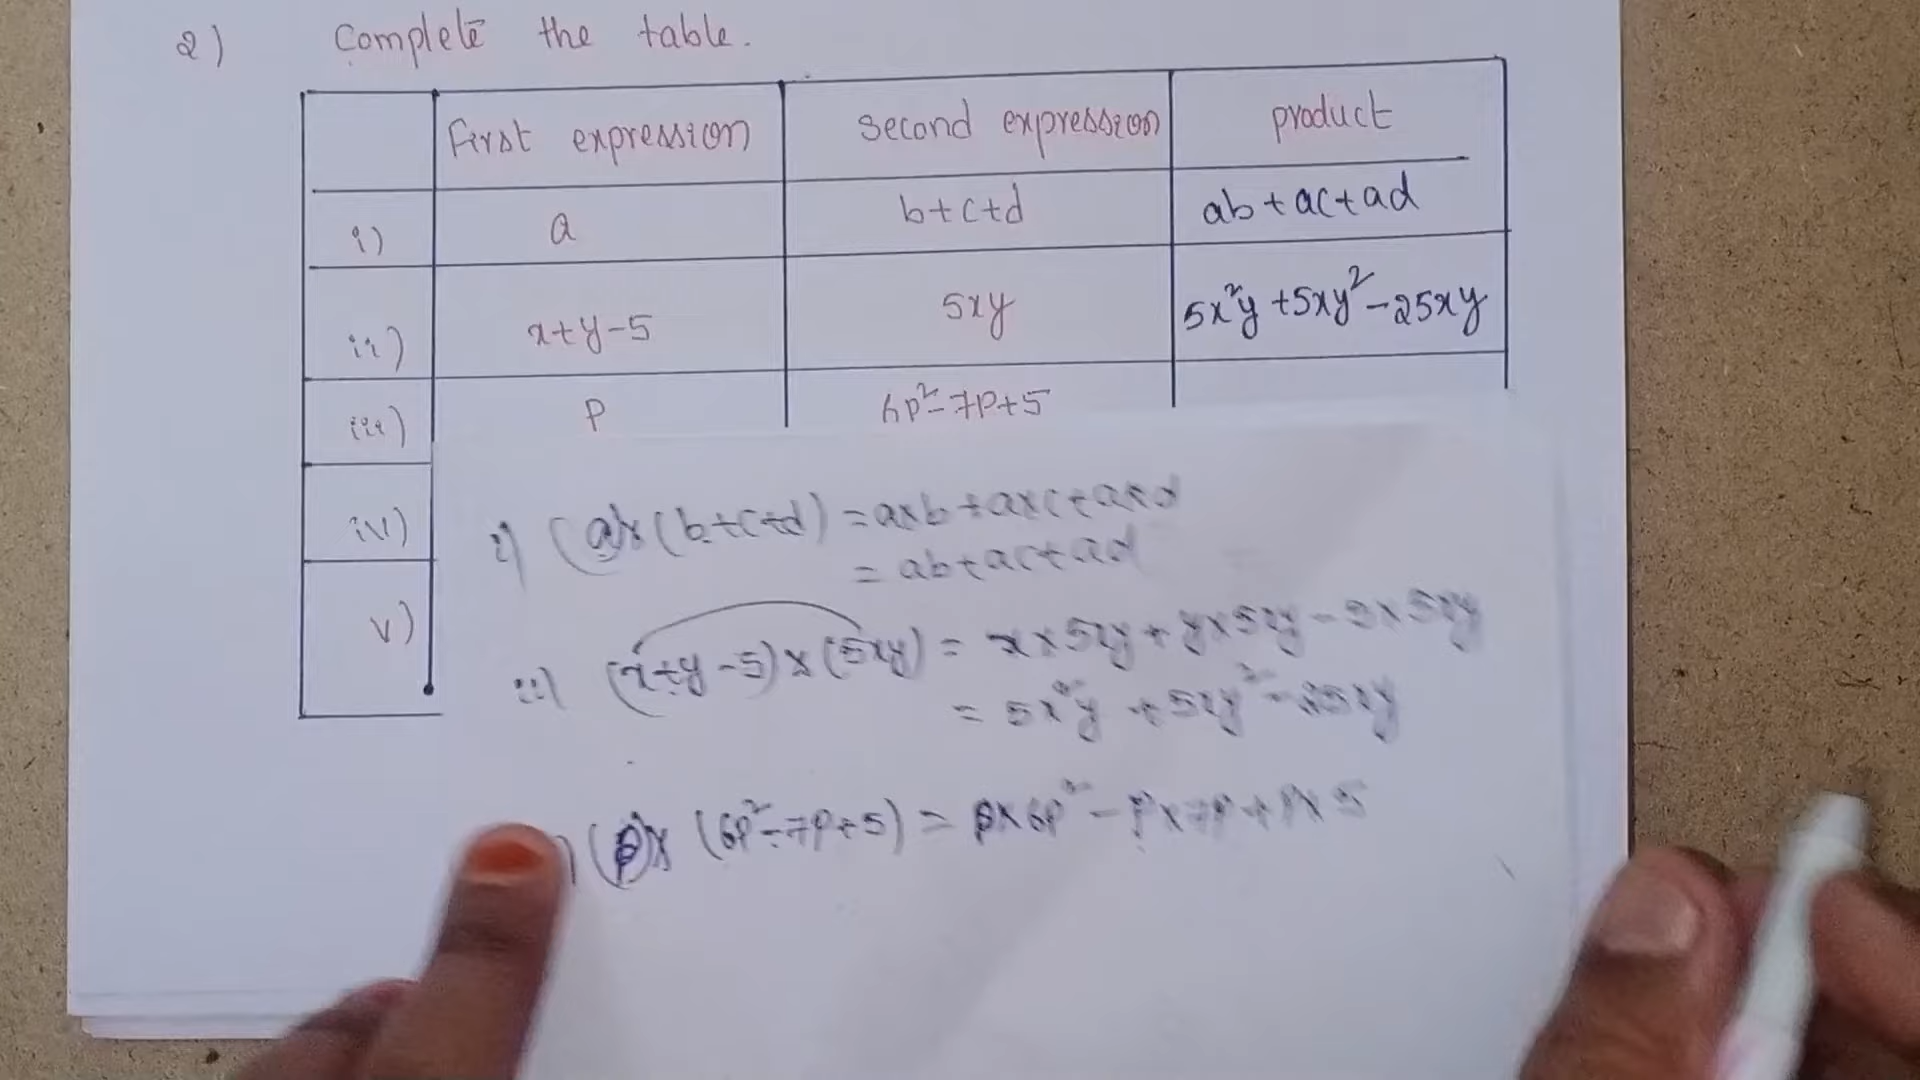 2) Complete the table.
First expression second expression product
i) a b+c+d ab+ac+ad
ii) x+y-5 5xy 5x²y+5xy²-25xy
iii) p 6p²-7p+5
iv)
v)
i) (a)x(b+c+d) = axb+axc+axd
= ab+ac+ad
ii) (x+y-5)x(5xy) = x x 5xy + y x 5xy - 5 x 5xy
= 5x²y + 5xy² - 25xy
) (p)x (6p²-7p+5) = px6p² - px7p + px5